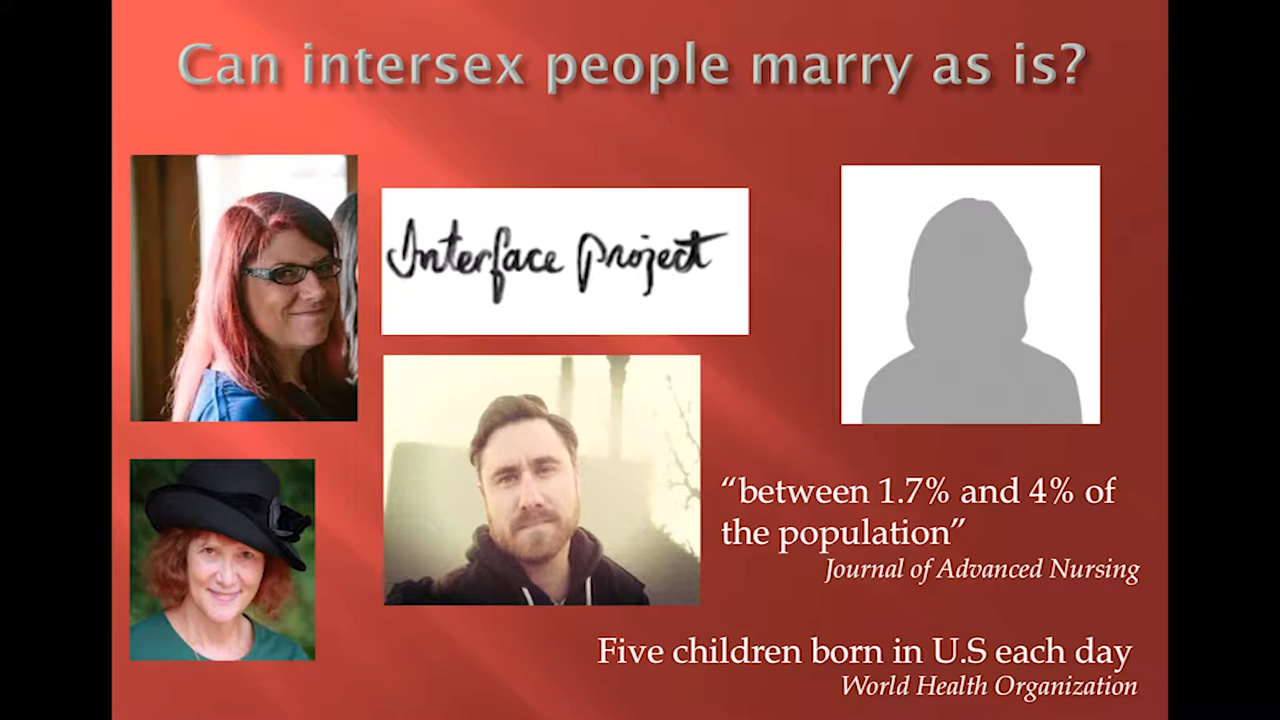 Can intersex people marry as is?
Interface project
“between 1.7% and 4% of
the population”
Journal of Advanced Nursing
Five children born in U.S each day
World Health Organization